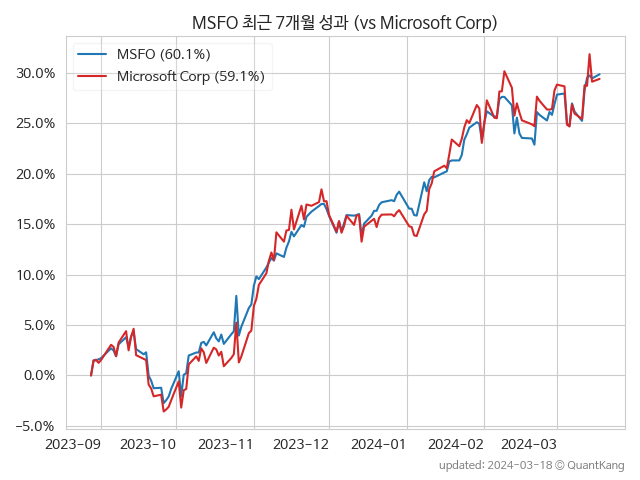 MSFO 최근 7개월 성과 (vs Microsoft Corp)
MSFO (60.1%)
Microsoft Corp (59.1%)
30.0%
25.0%
20.0%
15.0%
10.0%
5.0%
0.0%
−5.0%
2023-09 2023-10 2023-11 2023-12 2024-01 2024-02 2024-03
updated: 2024-03-18 © QuantKang